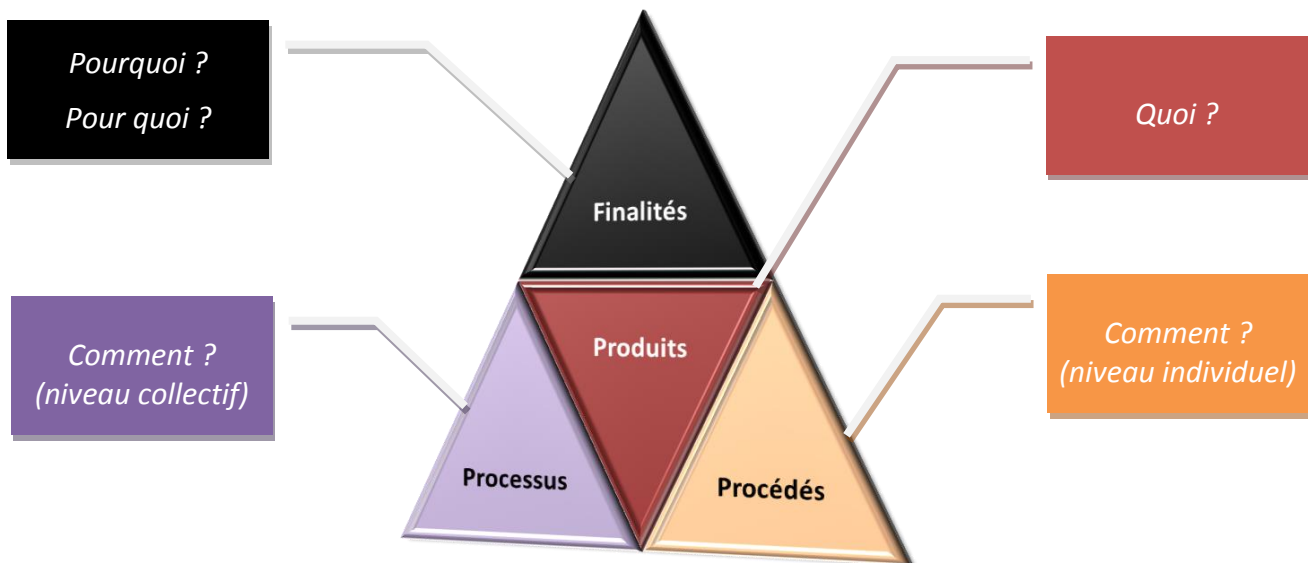 Pourquoi ?
Pour quoi ?
Quoi ?
Finalités
Comment ?
(niveau collectif)
Produits
Comment ?
(niveau individuel)
Processus
Procédés